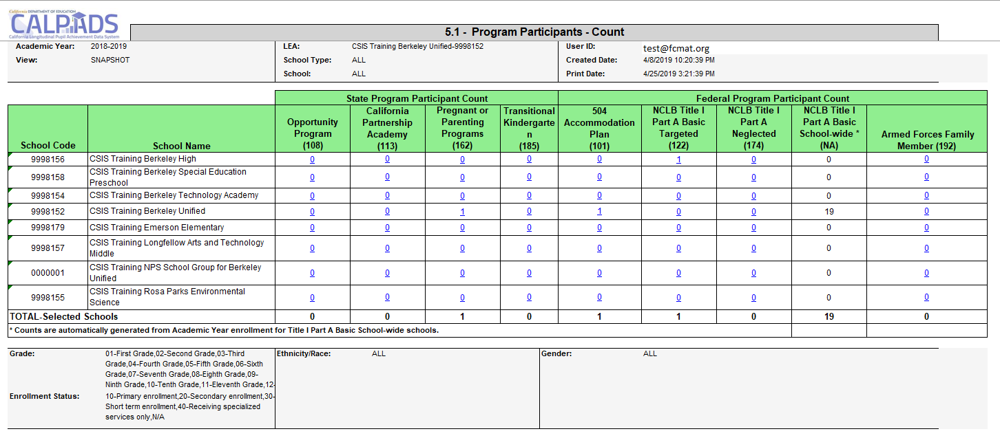 California DEPARTMENT OF EDUCATION
CALPADS
California Longitudinal Pupil Achievement Data System
5.1 - Program Participants - Count
Academic Year: 2018-2019 LEA: CSIS Training Berkeley Unified-9998152 User ID: test@fcmat.org
View: SNAPSHOT School Type: ALL Created Date: 4/8/2019 10:20:39 PM
School: ALL Print Date: 4/25/2019 3:21:39 PM
State Program Participant Count Federal Program Participant Count
School Code
School Name
Opportunity
Program
(108)
California
Partnership
Academy
(113)
Pregnant or
Parenting
Programs
(162)
Transitional
Kindergarte
n
(185)
504
Accommodation
Plan
(101)
NCLB Title I
Part A Basic
Targeted
(122)
NCLB Title I
Part A
Neglected
(174)
NCLB Title I
Part A Basic
School-wide *
(NA)
Armed Forces Family
Member (192)
9998156 CSIS Training Berkeley High 0 0 0 0 0 1 0 0 0
9998158 CSIS Training Berkeley Special Education
Preschool 0 0 0 0 0 0 0 0 0
9998154 CSIS Training Berkeley Technology Academy 0 0 0 0 0 0 0 0 0
9998152 CSIS Training Berkeley Unified 0 0 1 0 1 0 0 19 0
9998179 CSIS Training Emerson Elementary 0 0 0 0 0 0 0 0 0
9998157 CSIS Training Longfellow Arts and Technology
Middle 0 0 0 0 0 0 0 0 0
0000001 CSIS Training NPS School Group for Berkeley
Unified 0 0 0 0 0 0 0 0 0
9998155 CSIS Training Rosa Parks Environmental
Science 0 0 0 0 0 0 0 0 0
TOTAL-Selected Schools 0 0 1 0 1 1 0 19 0
* Counts are automatically generated from Academic Year enrollment for Title I Part A Basic School-wide schools.
Grade: 01-First Grade,02-Second Grade,03-Third
Grade,04-Fourth Grade,05-Fifth Grade,06-Sixth
Grade,07-Seventh Grade,08-Eighth Grade,09-
Ninth Grade,10-Tenth Grade,11-Eleventh Grade,12-
Ethnicity/Race: ALL
Gender: ALL
Enrollment Status: 10-Primary enrollment,20-Secondary enrollment,30-
Short term enrollment,40-Receiving specialized
services only,N/A